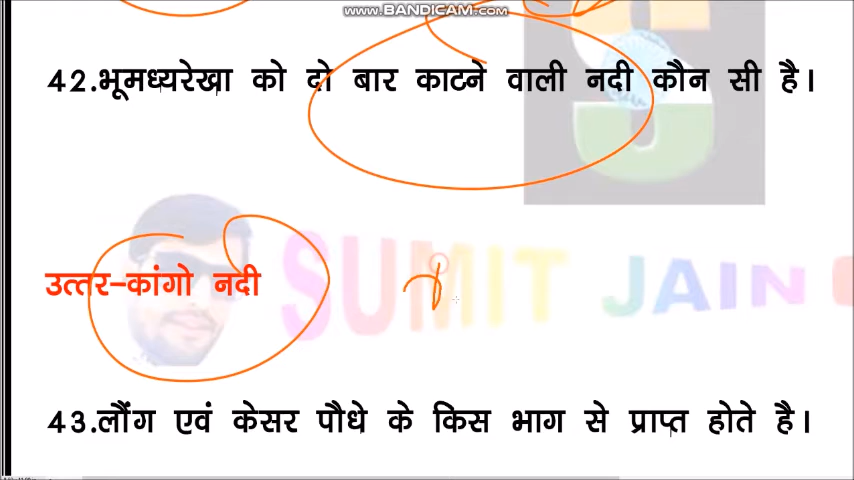 www.BANDICAM.com
42.भूमध्यरेखा को दो बार काटने वाली नदी कौन सी है।
SUMIT JAIN
उत्तर-कांगो नदी
43.लौंग एवं केसर पौधे के किस भाग से प्राप्त होते है।